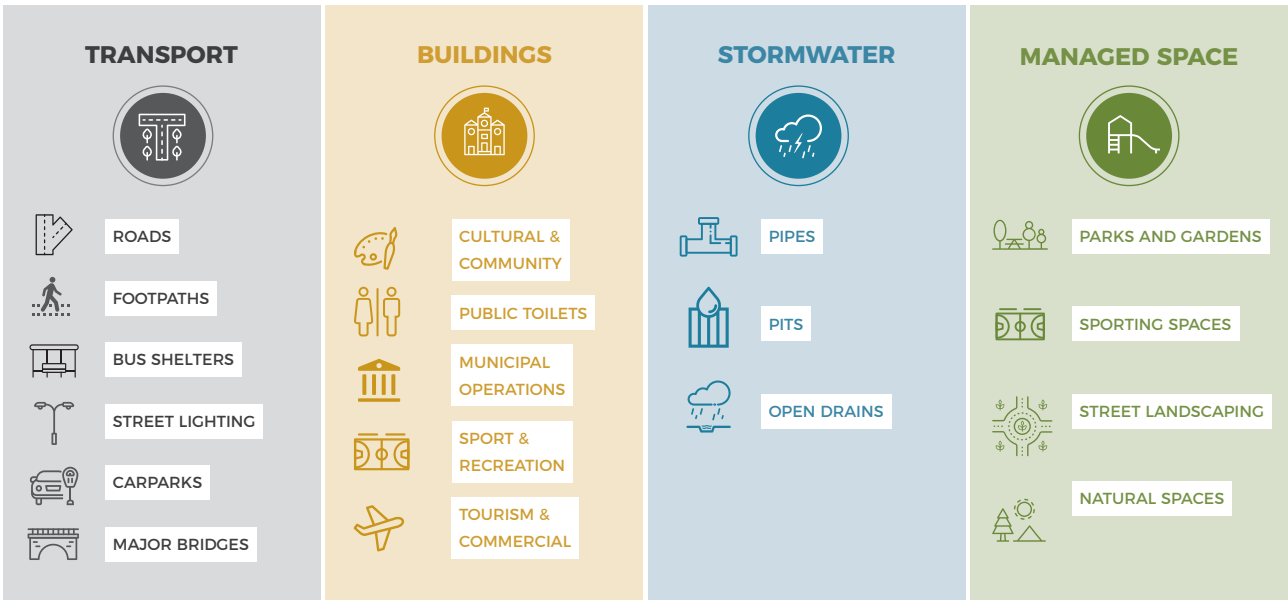 TRANSPORT
ROADS
FOOTPATHS
BUS SHELTERS
STREET LIGHTING
CARPARKS
MAJOR BRIDGES
BUILDINGS
CULTURAL &
COMMUNITY
PUBLIC TOILETS
MUNICIPAL
OPERATIONS
SPORT &
RECREATION
TOURISM &
COMMERCIAL
STORMWATER
PIPES
PITS
OPEN DRAINS
MANAGED SPACE
PARKS AND GARDENS
SPORTING SPACES
STREET LANDSCAPING
NATURAL SPACES